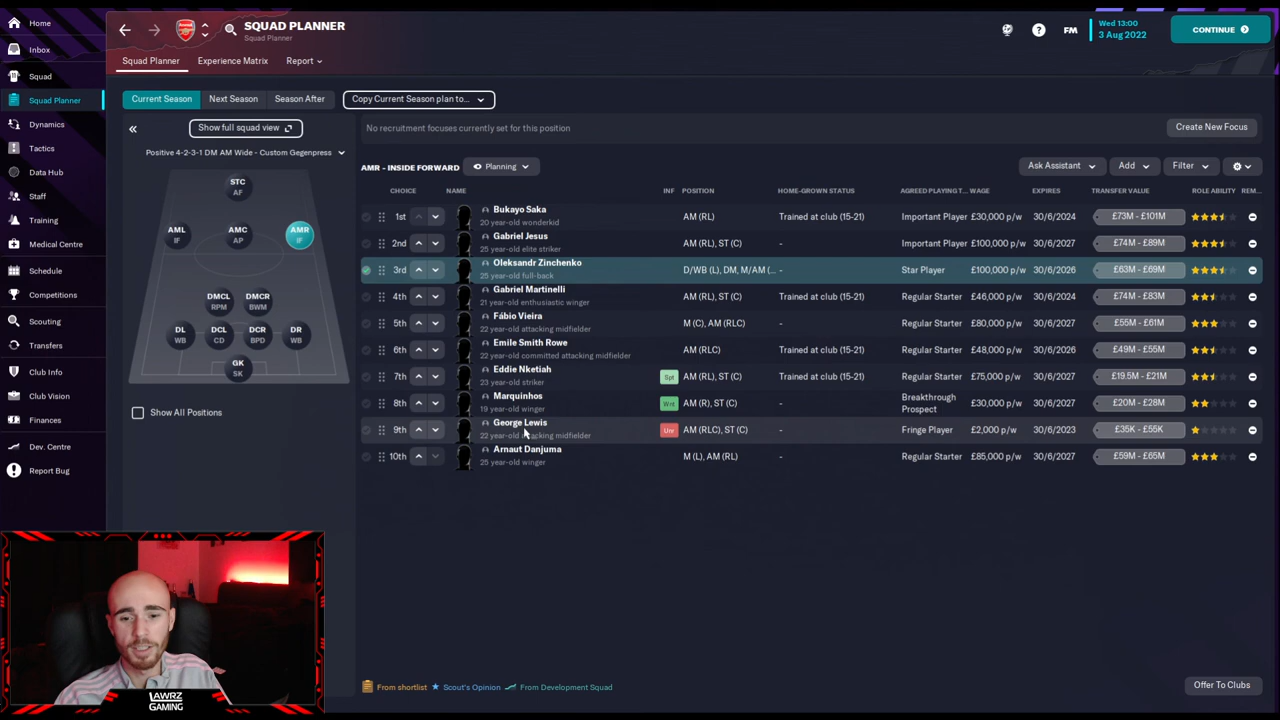 Home
Inbox
Squad
Squad Planner
Dynamics
Tactics
Data Hub
Staff
Training
Medical Centre
Schedule
Competitions
Scouting
Transfers
Club Info
Club Vision
Finances
Dev. Centre
Report Bug
SQUAD PLANNER
Squad Planner
FM
Wed 13:00
3 Aug 2022
CONTINUE
Squad Planner Experience Matrix Report
Current Season Next Season Season After Copy Current Season plan to...
Show full squad view
Positive 4-2-3-1 DM AM Wide - Custom Gegenpress
STC
AF
AML
IF
AMC
AP
AMR
IF
DMCL
RPM
DMCR
BWM
DL
WB
DCL
CD
DCR
BPD
DR
WB
GK
SK
Show All Positions
No recruitment focuses currently set for this position
Create New Focus
AMR - INSIDE FORWARD Planning
Ask Assistant Add Filter
CHOICE NAME INF POSITION HOME-GROWN STATUS AGREED PLAYING T... WAGE EXPIRES TRANSFER VALUE ROLE ABILITY REM...
1st Bukayo Saka AM (RL) Trained at club (15-21) Important Player £30,000 p/w 30/6/2024 £73M - £101M
20 year-old wonderkid
2nd Gabriel Jesus AM (RL), ST (C) - Important Player £100,000 p/w 30/6/2027 £74M - £89M
25 year-old elite striker
3rd Oleksandr Zinchenko D/WB (L), DM, M/AM (... - Star Player £100,000 p/w 30/6/2026 £63M - £69M
25 year-old full-back
4th Gabriel Martinelli AM (RL), ST (C) Trained at club (15-21) Regular Starter £46,000 p/w 30/6/2024 £74M - £83M
21 year-old enthusiastic winger
5th Fábio Vieira M (C), AM (RLC) - Regular Starter £80,000 p/w 30/6/2027 £55M - £61M
22 year-old attacking midfielder
6th Emile Smith Rowe AM (RLC) Trained at club (15-21) Regular Starter £48,000 p/w 30/6/2026 £49M - £55M
22 year-old committed attacking midfielder
7th Eddie Nketiah Spt AM (RL), ST (C) Trained at club (15-21) Regular Starter £75,000 p/w 30/6/2027 £19.5M - £21M
23 year-old striker
8th Marquinhos Wnt AM (R), ST (C) - Breakthrough Prospect £30,000 p/w 30/6/2027 £20M - £28M
19 year-old winger
9th George Lewis Unr AM (RLC), ST (C) - Fringe Player £2,000 p/w 30/6/2023 £35K - £55K
22 year-old attacking midfielder
10th Arnaut Danjuma M (L), AM (RL) - Regular Starter £85,000 p/w 30/6/2027 £59M - £65M
25 year-old winger
From shortlist Scout's Opinion From Development Squad
Offer To Clubs
LAWRZ
GAMING